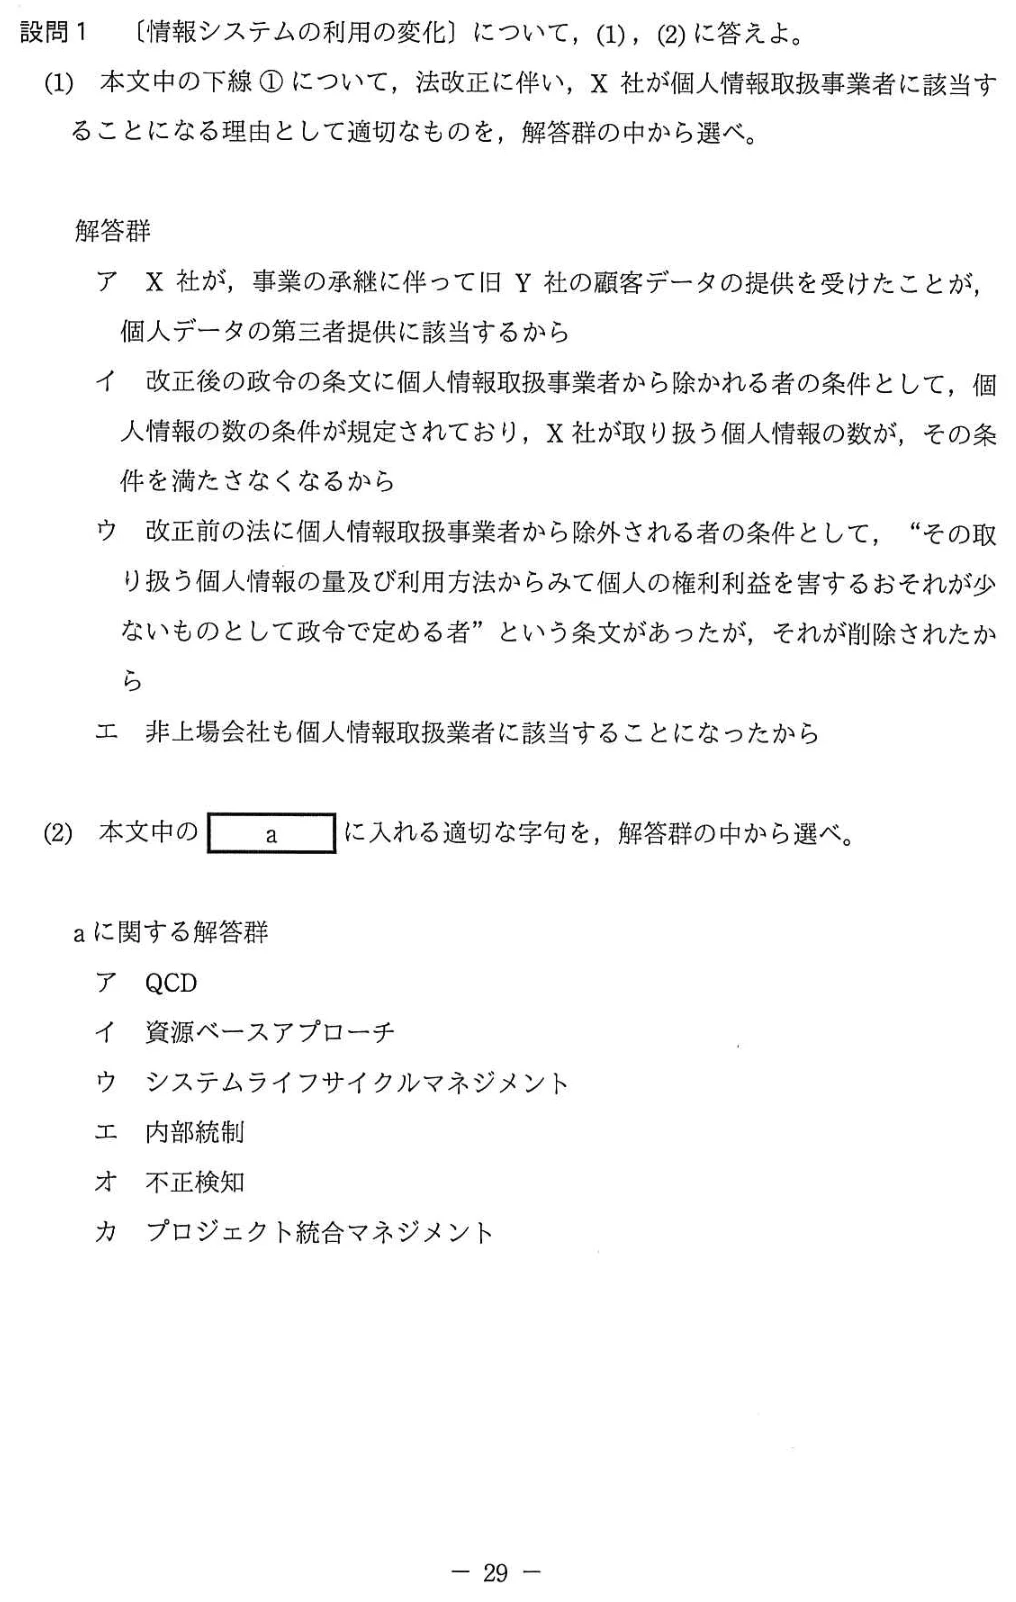 設問1 〔情報システムの利用の変化〕について，(1)，(2)に答えよ。
(1) 本文中の下線①について，法改正に伴い，X 社が個人情報取扱事業者に該当す
ることになる理由として適切なものを，解答群の中から選べ。
解答群
ア X 社が，事業の承継に伴って旧 Y 社の顧客データの提供を受けたことが，
個人データの第三者提供に該当するから
イ 改正後の政令の条文に個人情報取扱事業者から除かれる者の条件として，個
人情報の数の条件が規定されており，X 社が取り扱う個人情報の数が，その条
件を満たさなくなるから
ウ 改正前の法に個人情報取扱事業者から除外される者の条件として，“その取
り扱う個人情報の量及び利用方法からみて個人の権利利益を害するおそれが少
ないものとして政令で定める者”という条文があったが，それが削除されたか
ら
エ 非上場会社も個人情報取扱業者に該当することになったから
(2) 本文中の a に入れる適切な字句を，解答群の中から選べ。
a に関する解答群
ア QCD
イ 資源ベースアプローチ
ウ システムライフサイクルマネジメント
エ 内部統制
オ 不正検知
カ プロジェクト統合マネジメント
－ 29 －